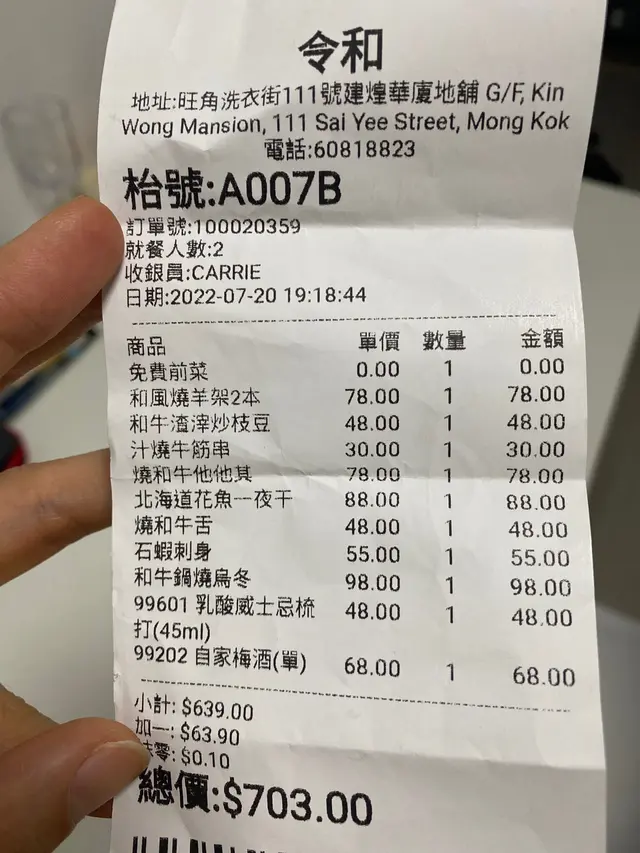 令和
地址:旺角洗衣街111號建煌華廈地舖 G/F, Kin
Wong Mansion, 111 Sai Yee Street, Mong Kok
電話:60818823
枱號:A007B
訂單號:100020359
就餐人數:2
收銀員:CARRIE
日期:2022-07-20 19:18:44
商品 單價 數量 金額
免費前菜 0.00 1 0.00
和風燒羊架2本 78.00 1 78.00
和牛渣滓炒枝豆 48.00 1 48.00
汁燒牛筋串 30.00 1 30.00
燒和牛他他其 78.00 1 78.00
北海道花魚一夜干 88.00 1 88.00
燒和牛舌 48.00 1 48.00
石蝦刺身 55.00 1 55.00
和牛鍋燒烏冬 98.00 1 98.00
99601 乳酸威士忌梳 48.00 1 48.00
打(45ml)
99202 自家梅酒(單) 68.00 1 68.00
小計: $639.00
加一: $63.90
零: $0.10
總價:$703.00